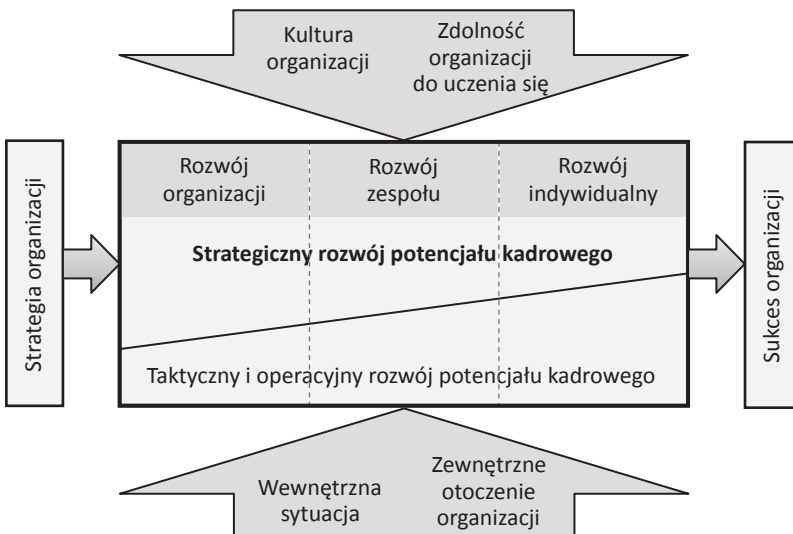 Kultura
organizacji
Zdolność
organizacji
do uczenia się
Strategia organizacji
Rozwój
organizacji
Rozwój
zespołu
Rozwój
indywidualny
Strategiczny rozwój potencjału kadrowego
Taktyczny i operacyjny rozwój potencjału kadrowego
Sukces organizacji
Wewnętrzna
sytuacja
Zewnętrzne
otoczenie
organizacji